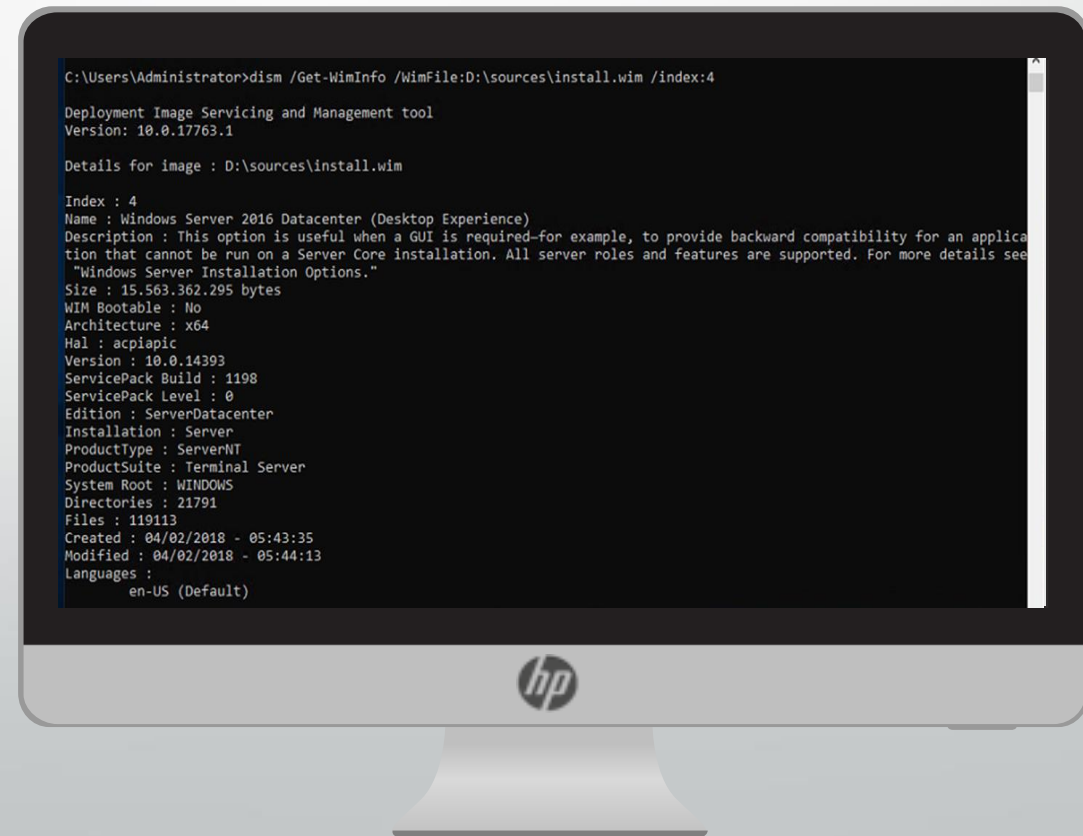 C:\Users\Administrator>dism /Get-WimInfo /WimFile:D:\sources\install.wim /index:4
Deployment Image Servicing and Management tool
Version: 10.0.17763.1
Details for image : D:\sources\install.wim
Index : 4
Name : Windows Server 2016 Datacenter (Desktop Experience)
Description : This option is useful when a GUI is required—for example, to provide backward compatibility for an applica
tion that cannot be run on a Server Core installation. All server roles and features are supported. For more details see
"Windows Server Installation Options."
Size : 15.563.362.295 bytes
WIM Bootable : No
Architecture : x64
Hal : acpiapic
Version : 10.0.14393
ServicePack Build : 1198
ServicePack Level : 0
Edition : ServerDatacenter
Installation : Server
ProductType : ServerNT
ProductSuite : Terminal Server
System Root : WINDOWS
Directories : 21791
Files : 119113
Created : 04/02/2018 - 05:43:35
Modified : 04/02/2018 - 05:44:13
Languages :
en-US (Default)
hp